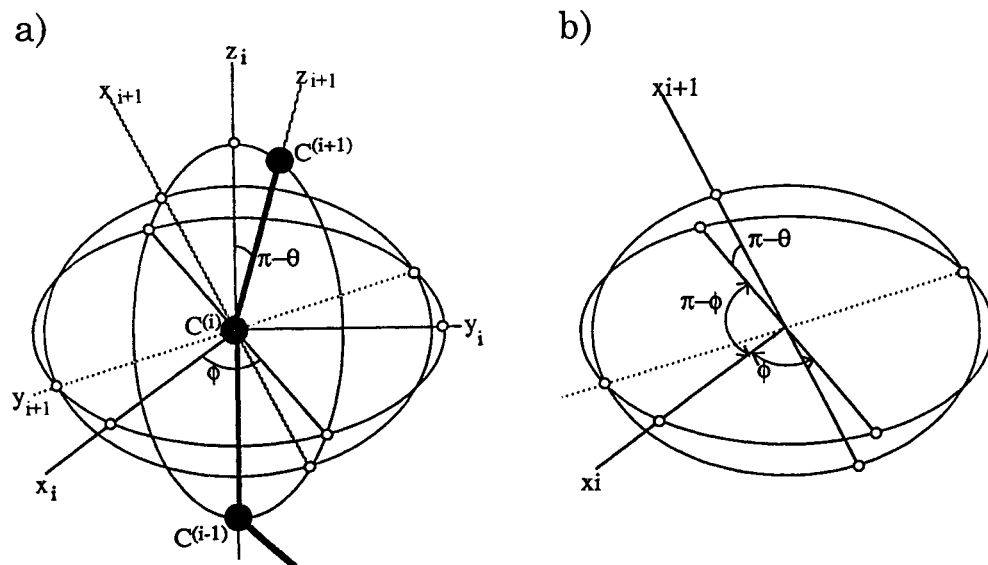 a)
z_i
x_{i+1}
z_{i+1}
C^{(i+1)}
π–θ
C^{(i)}
y_i
φ
y_{i+1}
x_i
C^{(i-1)}
b)
xi+1
π–θ
π–φ
φ
xi